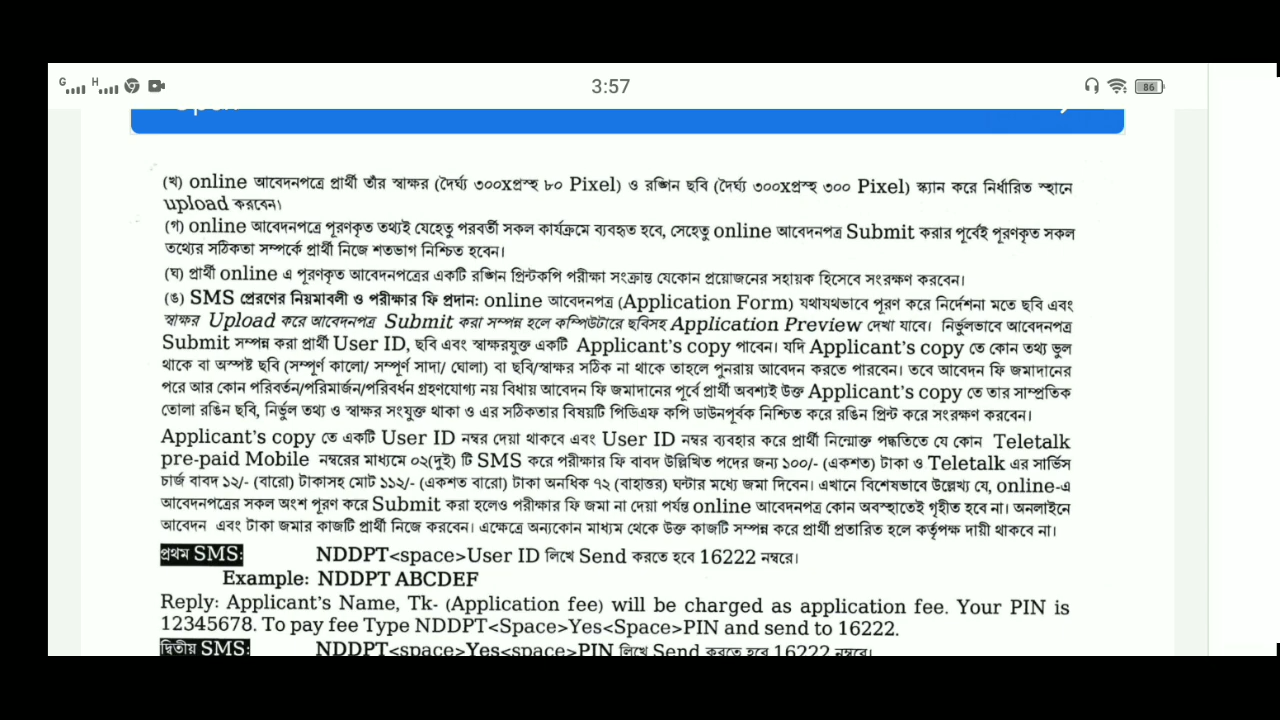 G H 3:57 86
(খ) online আবেদনপত্রে প্রার্থী তাঁর স্বাক্ষর (দৈর্ঘ্য ৩০০xপ্রস্হ ৮০ Pixel) ও রঙ্গিন ছবি (দৈর্ঘ্য ৩০০xপ্রস্হ ৩০০ Pixel) স্ক্যান করে নির্ধারিত স্হানে
upload করবেন।
(গ) online আবেদনপত্রে পূরণকৃত তথ্যই যেহেতু পরবর্তী সকল কার্যক্রমে ব্যবহৃত হবে, সেহেতু online আবেদনপত্র Submit করার পূর্বেই পূরণকৃত সকল
তথ্যের সঠিকতা সম্পর্কে প্রার্থী নিজে শতভাগ নিশ্চিত হবেন।
(ঘ) প্রার্থী online এ পূরণকৃত আবেদনপত্রের একটি রঙ্গিন প্রিন্টকপি পরীক্ষা সংক্রান্ত যেকোন প্রয়োজনের সহায়ক হিসেবে সংরক্ষণ করবেন।
(ঙ) SMS প্রেরণের নিয়মাবলী ও পরীক্ষার ফি প্রদান: online আবেদনপত্র (Application Form) যথাযথভাবে পূরণ করে নির্দেশনা মতে ছবি এবং
স্বাক্ষর Upload করে আবেদনপত্র Submit করা সম্পন্ন হলে কম্পিউটারে ছবিসহ Application Preview দেখা যাবে। নির্ভুলভাবে আবেদনপত্র
Submit সম্পন্ন করা প্রার্থী User ID, ছবি এবং স্বাক্ষরযুক্ত একটি Applicant's copy পাবেন। যদি Applicant's copy তে কোন তথ্য ভুল
থাকে বা অস্পষ্ট ছবি (সম্পূর্ণ কালো/ সম্পূর্ণ সাদা/ ঘোলা) বা ছবি/স্বাক্ষর সঠিক না থাকে তাহলে পুনরায় আবেদন করতে পারবেন। তবে আবেদন ফি জমাদানের
পরে আর কোন পরিবর্তন/পরিমার্জন/পরিবর্ধন গ্রহণযোগ্য নয় বিধায় আবেদন ফি জমাদানের পূর্বে প্রার্থী অবশ্যই উক্ত Applicant's copy তে তার সাম্প্রতিক
তোলা রঙিন ছবি, নির্ভুল তথ্য ও স্বাক্ষর সংযুক্ত থাকা ও এর সঠিকতার বিষয়টি পিডিএফ কপি ডাউনপূর্বক নিশ্চিত করে রঙিন প্রিন্ট করে সংরক্ষণ করবেন।
Applicant's copy তে একটি User ID নম্বর দেয়া থাকবে এবং User ID নম্বর ব্যবহার করে প্রার্থী নিম্মোক্ত পদ্ধতিতে যে কোন Teletalk
pre-paid Mobile নম্বরের মাধ্যমে ০২(দুই) টি SMS করে পরীক্ষার ফি বাবদ উল্লিখিত পদের জন্য ১০০/- (একশত) টাকা ও Teletalk এর সার্ভিস
চার্জ বাবদ ১২/- (বারো) টাকাসহ মোট ১১২/- (একশত বারো) টাকা অনধিক ৭২ (বাহাত্তর) ঘন্টার মধ্যে জমা দিবেন। এখানে বিশেষভাবে উল্লেখ্য যে, online-এ
আবেদনপত্রের সকল অংশ পূরণ করে Submit করা হলেও পরীক্ষার ফি জমা না দেয়া পর্যন্ত online আবেদনপত্র কোন অবস্হাতেই গৃহীত হবে না। অনলাইনে
আবেদন এবং টাকা জমার কাজটি প্রার্থী নিজে করবেন। এক্ষেত্রে অন্যকোন মাধ্যম থেকে উক্ত কাজটি সম্পন্ন করে প্রার্থী প্রতারিত হলে কর্তৃপক্ষ দায়ী থাকবে না।
প্রথম SMS: NDDPT<space>User ID লিখে Send করতে হবে 16222 নম্বরে।
Example: NDDPT ABCDEF
Reply: Applicant's Name, Tk- (Application fee) will be charged as application fee. Your PIN is
12345678. To pay fee Type NDDPT<Space>Yes<Space>PIN and send to 16222.
দ্বিতীয় SMS: NDDPT<space>Yes<space>PIN লিখে Send করতে হবে 16222 নম্বরে।